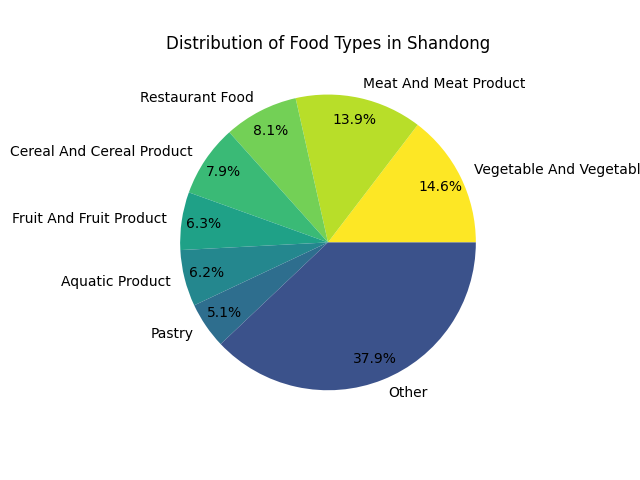 Distribution of Food Types in Shandong
Meat And Meat Product
13.9%
Restaurant Food
8.1%
Cereal And Cereal Product
7.9%
Vegetable And Vegetabl
14.6%
Fruit And Fruit Product
6.3%
Aquatic Product
6.2%
Pastry
5.1%
37.9%
Other